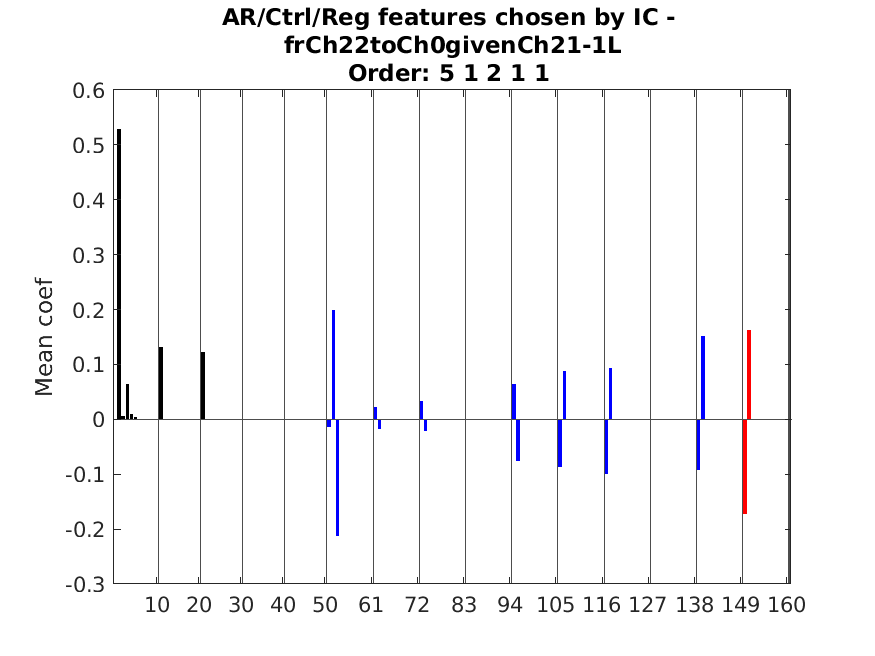 AR/Ctrl/Reg features chosen by IC -
frCh22toCh0givenCh21-1L
Order: 5 1 2 1 1
0.6
0.5
0.4
0.3
0.2
0.1
0
-0.1
-0.2
-0.3
Mean coef
10 20 30 40 50 61 72 83 94 105 116 127 138 149 160